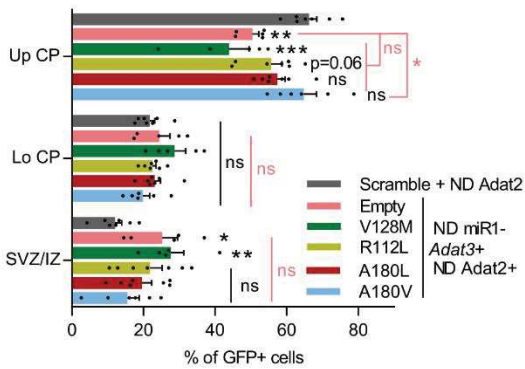 Up CP
**
***
ns
*
p=0.06
ns
ns
Lo CP
ns
ns
Scramble + ND Adat2
Empty
V128M
R112L
A180L
A180V
ND miR1-
Adat3+
ND Adat2+
SVZ/IZ
*
**
ns
ns
0 20 40 60 80
% of GFP+ cells